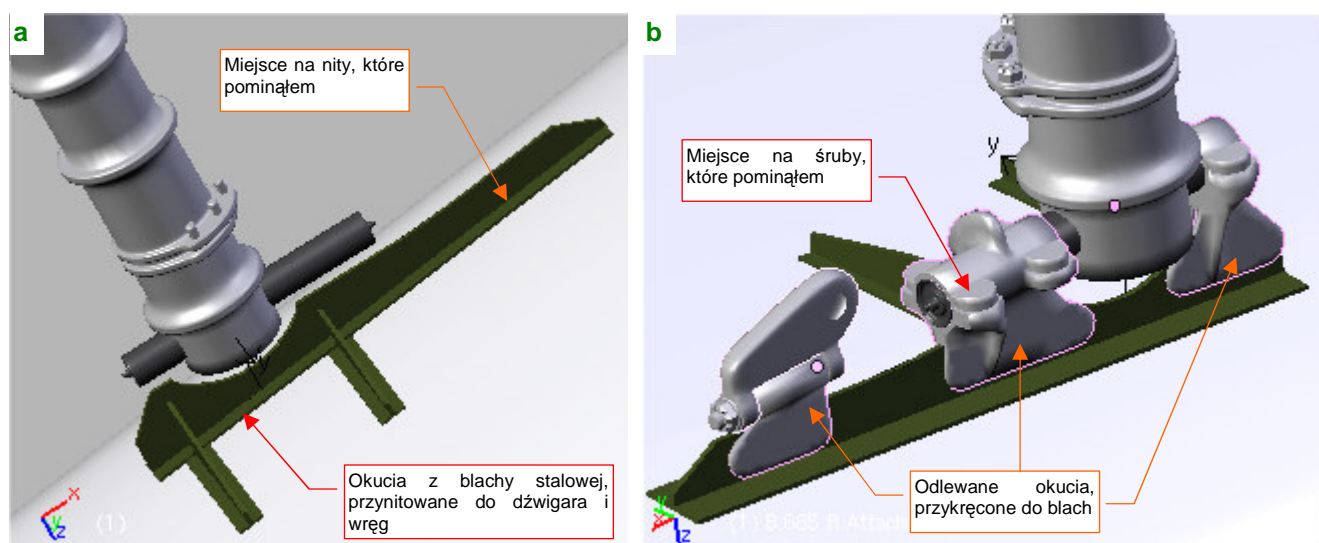 a
Miejsce na nity, które
pominąłem
Okucia z blachy stalowej,
przynitowane do dźwigara i
wręg
x
y
z
(1)
y
b
Miejsce na śruby,
które pominąłem
y
Odlewane okucia,
przykręcone do blach
y
x
z
(1) B.685.R.Attach